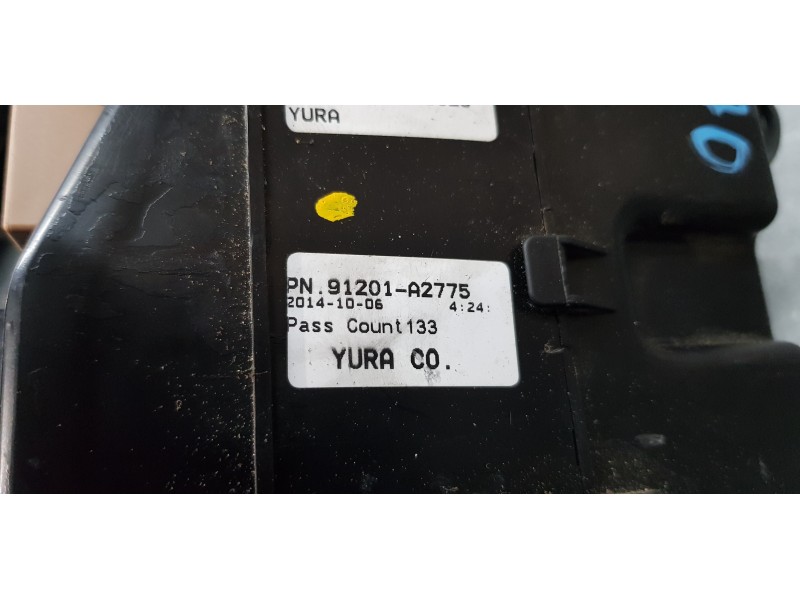 YURA
PN.91201-A2775
2014-10-06 4:24:
Pass Count133
YURA CO.